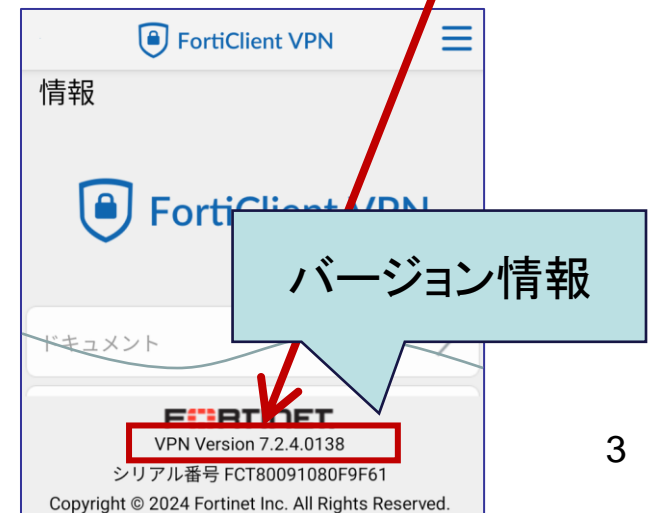 FortiClient VPN
情報
FortiClient VPN
バージョン情報
ドキュメント
FORTINET
VPN Version 7.2.4.0138
シリアル番号 FCT80091080F9F61
Copyright © 2024 Fortinet Inc. All Rights Reserved.
3